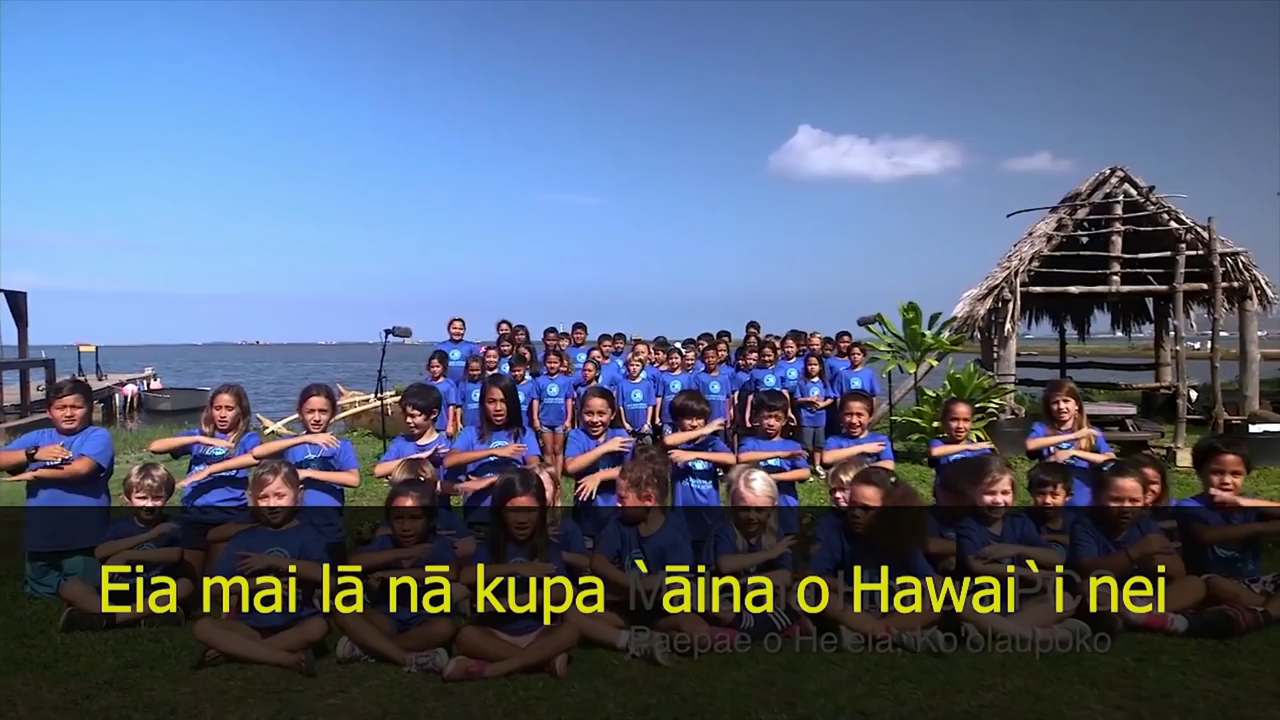 Eia mai lā nā kupa `āina o Hawai`i nei
Paepae o He'eia, Ko'olaupoko